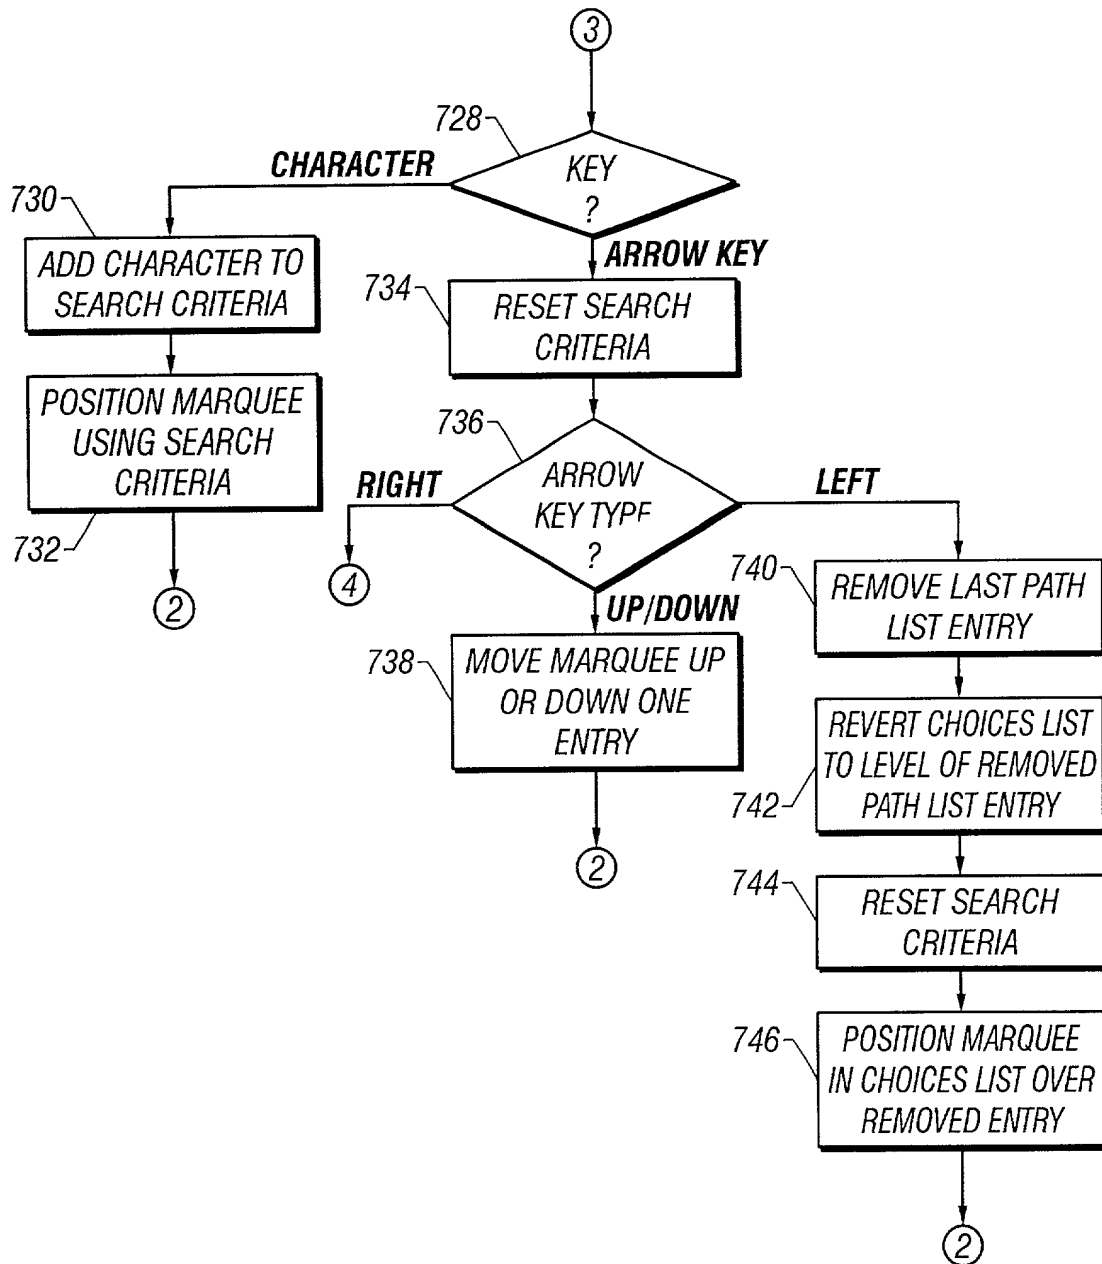 3
728
KEY
?
CHARACTER
730
ADD CHARACTER TO
SEARCH CRITERIA
ARROW KEY
734
RESET SEARCH
CRITERIA
POSITION MARQUEE
USING SEARCH
CRITERIA
732
2
736
ARROW
KEY TYPE
?
RIGHT
4
LEFT
UP/DOWN
738
MOVE MARQUEE UP
OR DOWN ONE
ENTRY
2
740
REMOVE LAST PATH
LIST ENTRY
REVERT CHOICES LIST
TO LEVEL OF REMOVED
PATH LIST ENTRY
742
744
RESET SEARCH
CRITERIA
746
POSITION MARQUEE
IN CHOICES LIST OVER
REMOVED ENTRY
2